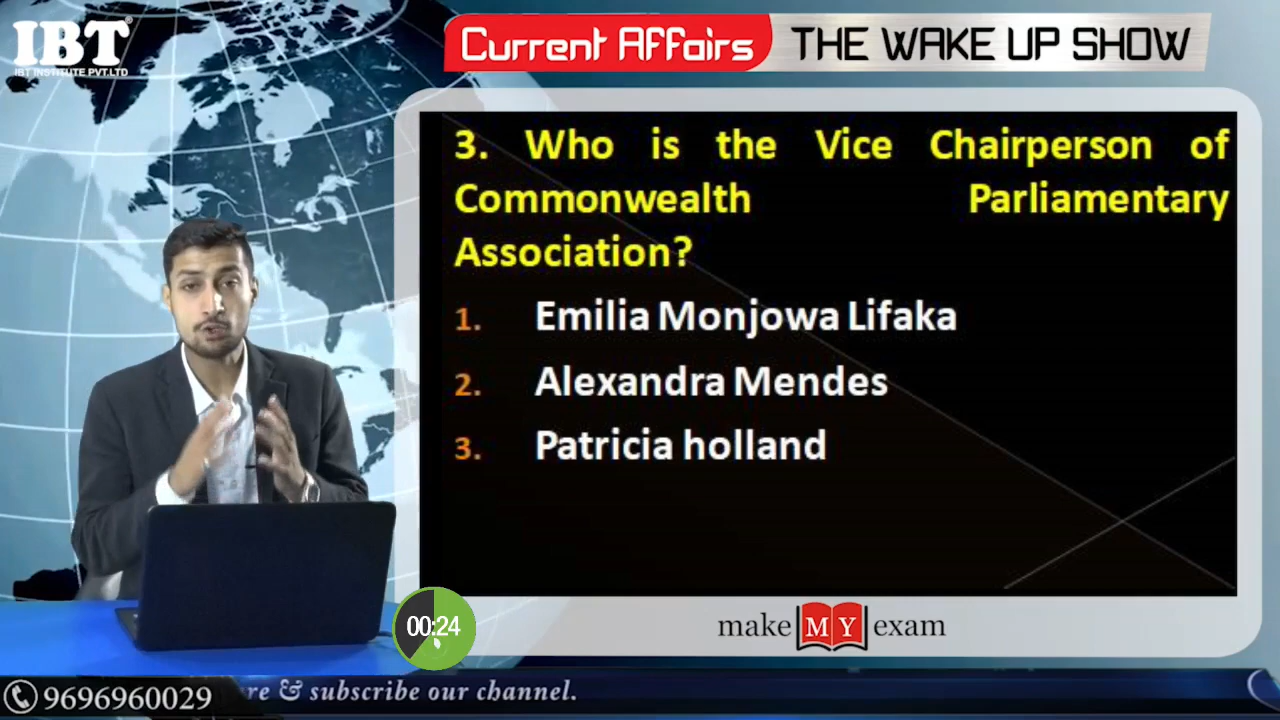 IBT®
IBT INSTITUTE PVT.LTD
Current Affairs THE WAKE UP SHOW
3. Who is the Vice Chairperson of
Commonwealth Parliamentary
Association?
1. Emilia Monjowa Lifaka
2. Alexandra Mendes
3. Patricia holland
00:24
make MY exam
9696960029 re & subscribe our channel.